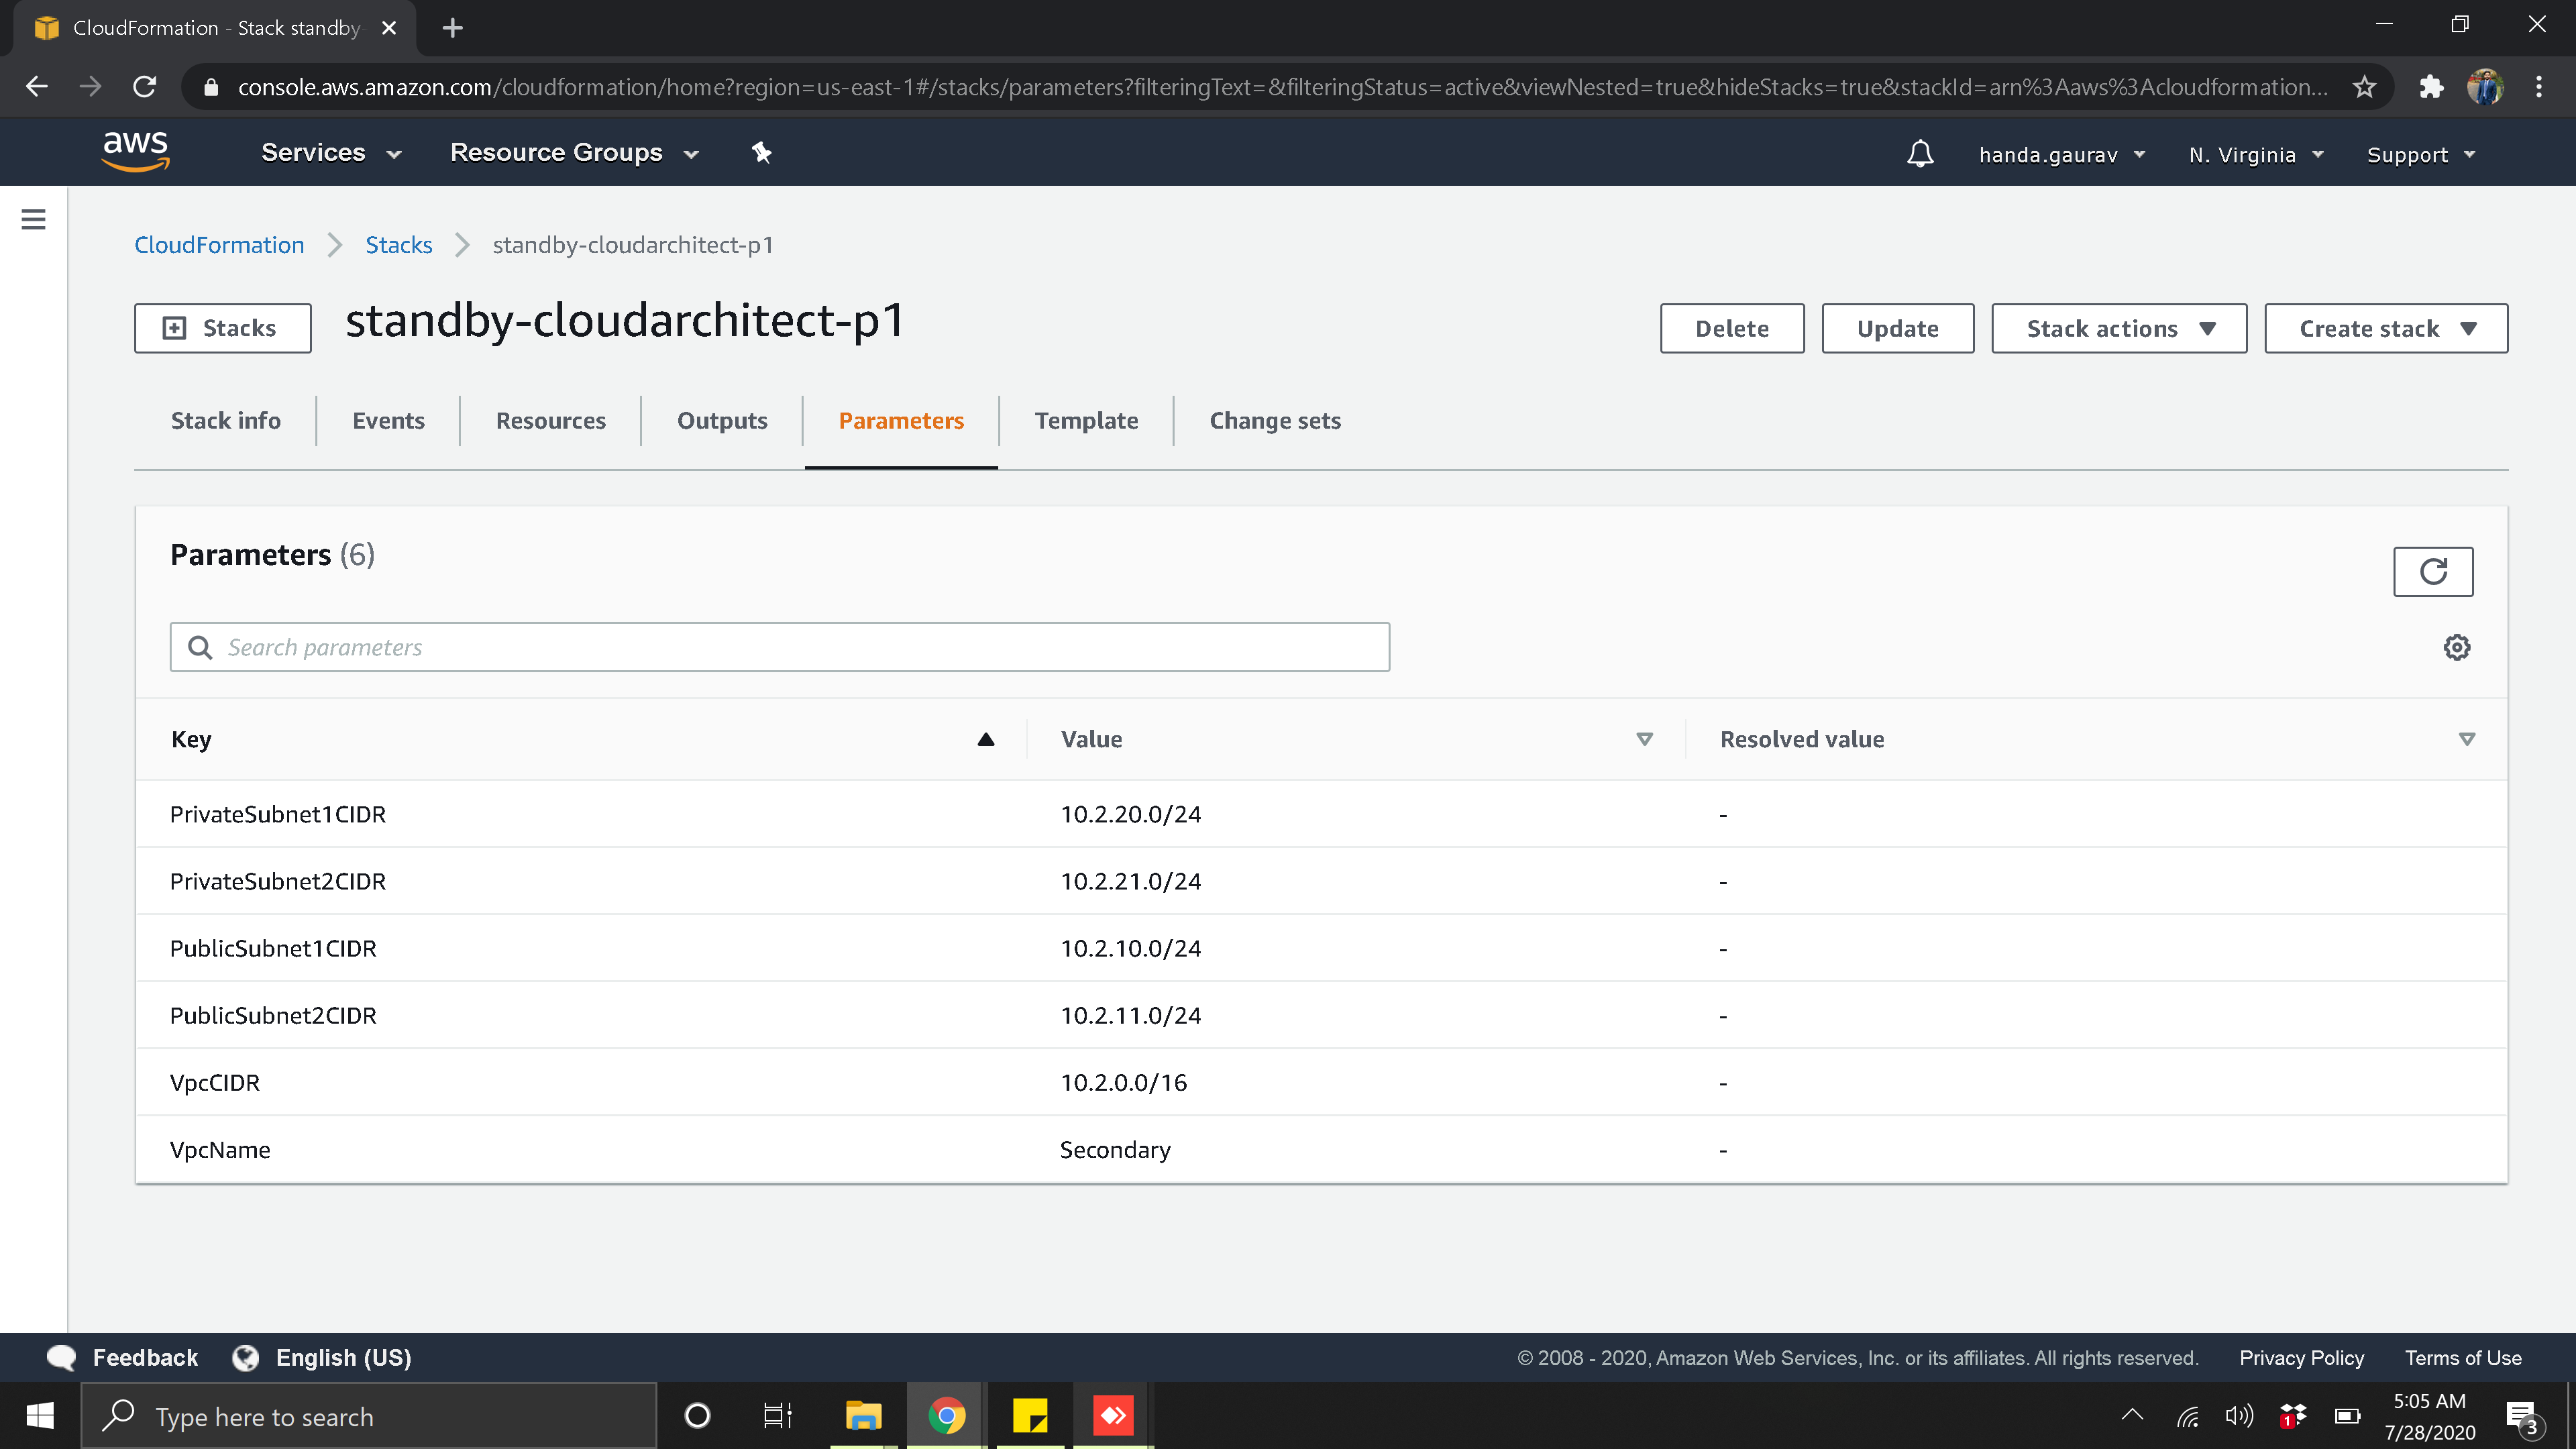 CloudFormation - Stack standby-
console.aws.amazon.com/cloudformation/home?region=us-east-1#/stacks/parameters?filteringText=&filteringStatus=active&viewNested=true&hideStacks=true&stackId=arn%3Aaws%3Acloudformation...
aws Services Resource Groups handa.gaurav N. Virginia Support
CloudFormation Stacks standby-cloudarchitect-p1
Stacks standby-cloudarchitect-p1 Delete Update Stack actions Create stack
Stack info Events Resources Outputs Parameters Template Change sets
Parameters (6)
Search parameters
Key Value Resolved value
PrivateSubnet1CIDR 10.2.20.0/24 -
PrivateSubnet2CIDR 10.2.21.0/24 -
PublicSubnet1CIDR 10.2.10.0/24 -
PublicSubnet2CIDR 10.2.11.0/24 -
VpcCIDR 10.2.0.0/16 -
VpcName Secondary -
Feedback English (US) © 2008 - 2020, Amazon Web Services, Inc. or its affiliates. All rights reserved. Privacy Policy Terms of Use
Type here to search 1 5:05 AM
7/28/2020 3